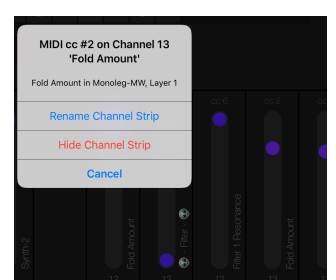 MIDI cc #2 on Channel 13
'Fold Amount'
Fold Amount in Monoleg-MW, Layer 1
Rename Channel Strip
Hide Channel Strip
Cancel
cc 6
cc 2
Synth-2
Fold Amount
Filter -
Filter 1 Resonance
Fold Amount
12
12
13
13